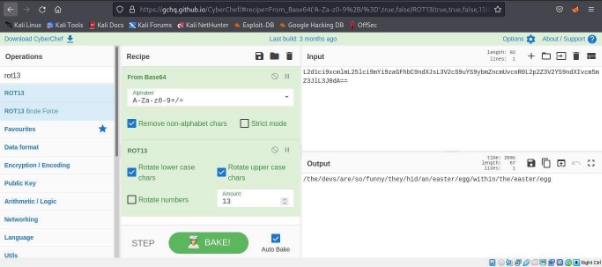 https://gchq.github.io/CyberChef/#recipe=From_Base64('A-Za-z0-9%2B/%3D',true,false)ROT13(true,true,false,13)
Kali Linux Kali Tools Kali Docs Kali Forums Kali NetHunter Exploit-DB Google Hacking DB OffSec
Download CyberChef Last build: 3 months ago Options About / Support
Operations Recipe Input length: lines: 1
rot13
ROT13
ROT13 Brute Force
Favourites
Data format
Encryption / Encoding
Public Key
Arithmetic / Logic
Networking
Language
Utils
From Base64
Alphabet
A-Za-z0-9+/=
Remove non-alphabet chars Strict mode
ROT13
Rotate lower case chars Rotate upper case chars
Rotate numbers Amount 13
STEP BAKE! Auto Bake
Output time: length: 67 lines: 1
/the/devs/are/so/funny/they/hid/an/easter/egg/within/the/easter/egg
Right Ctrl